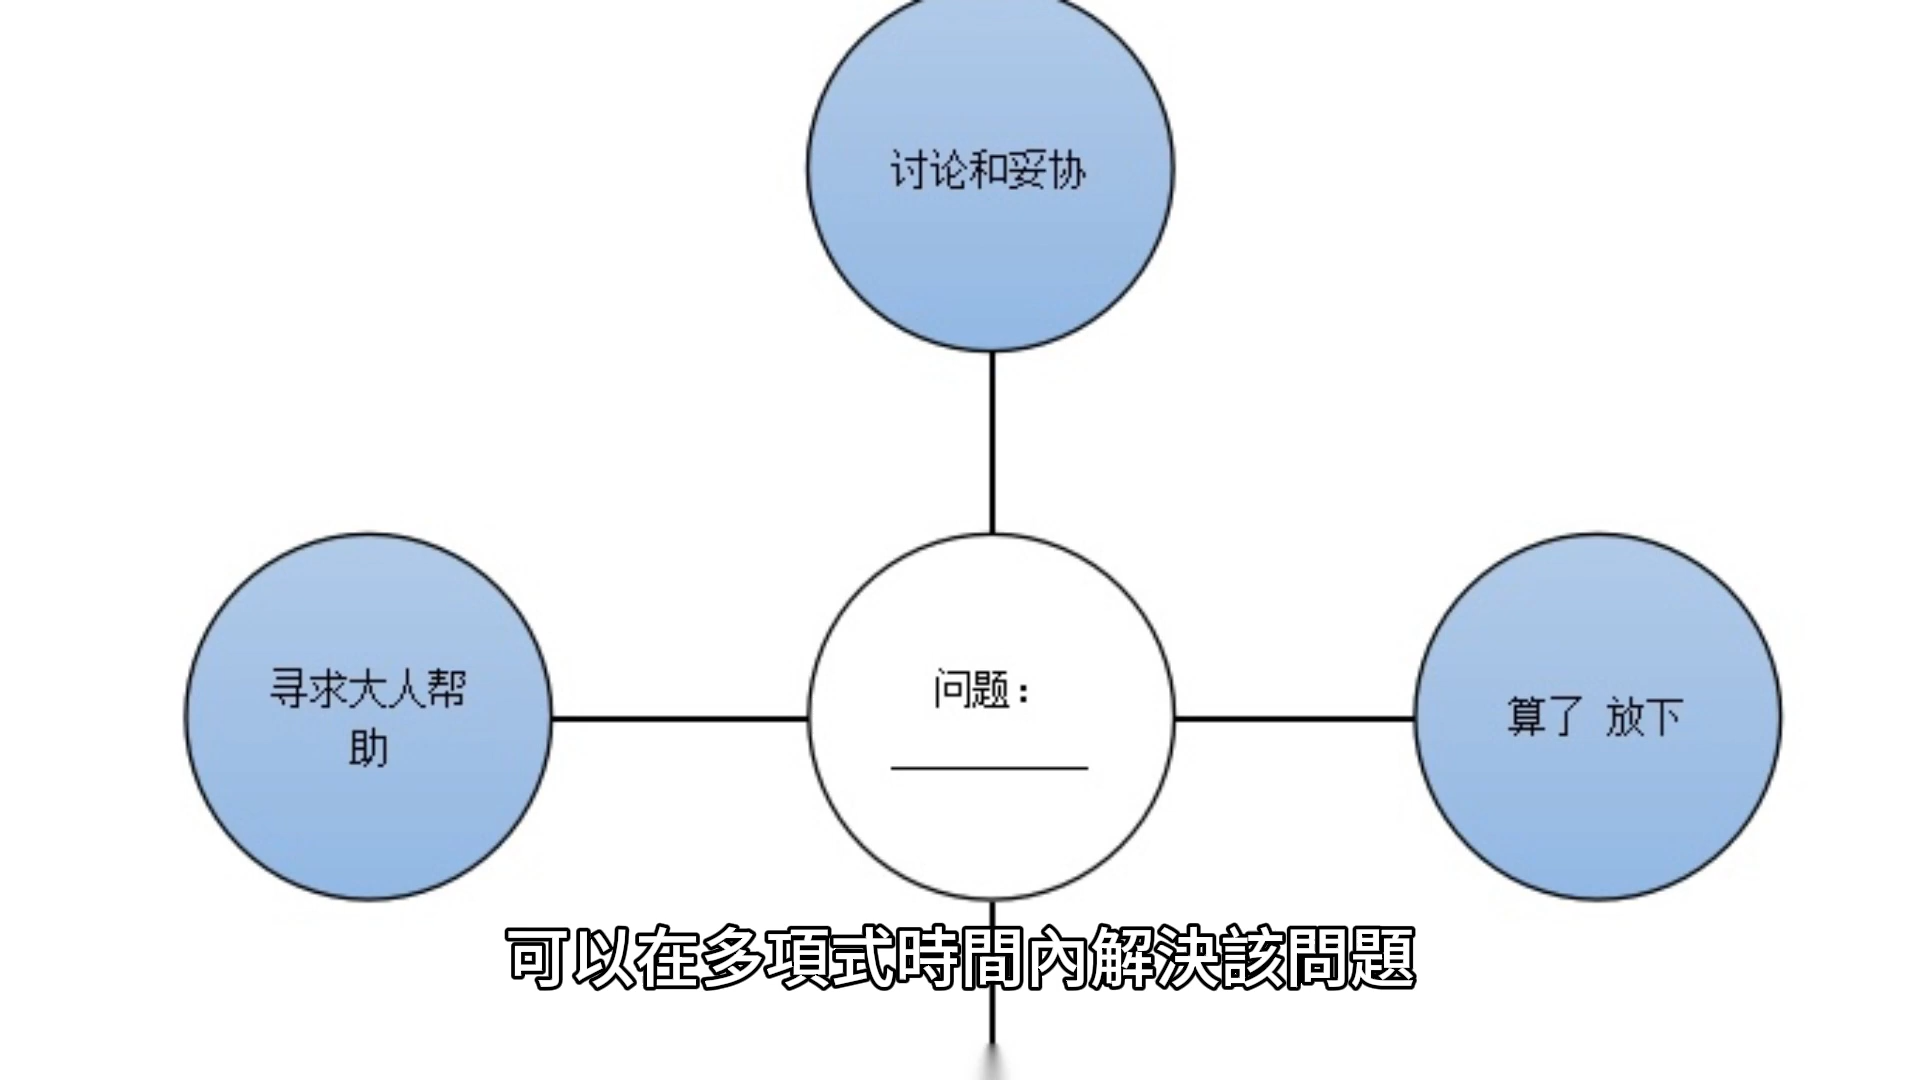 讨论和妥协
寻求大人帮
助
问题：
算了 放下
可以在多項式時間內解決該問題